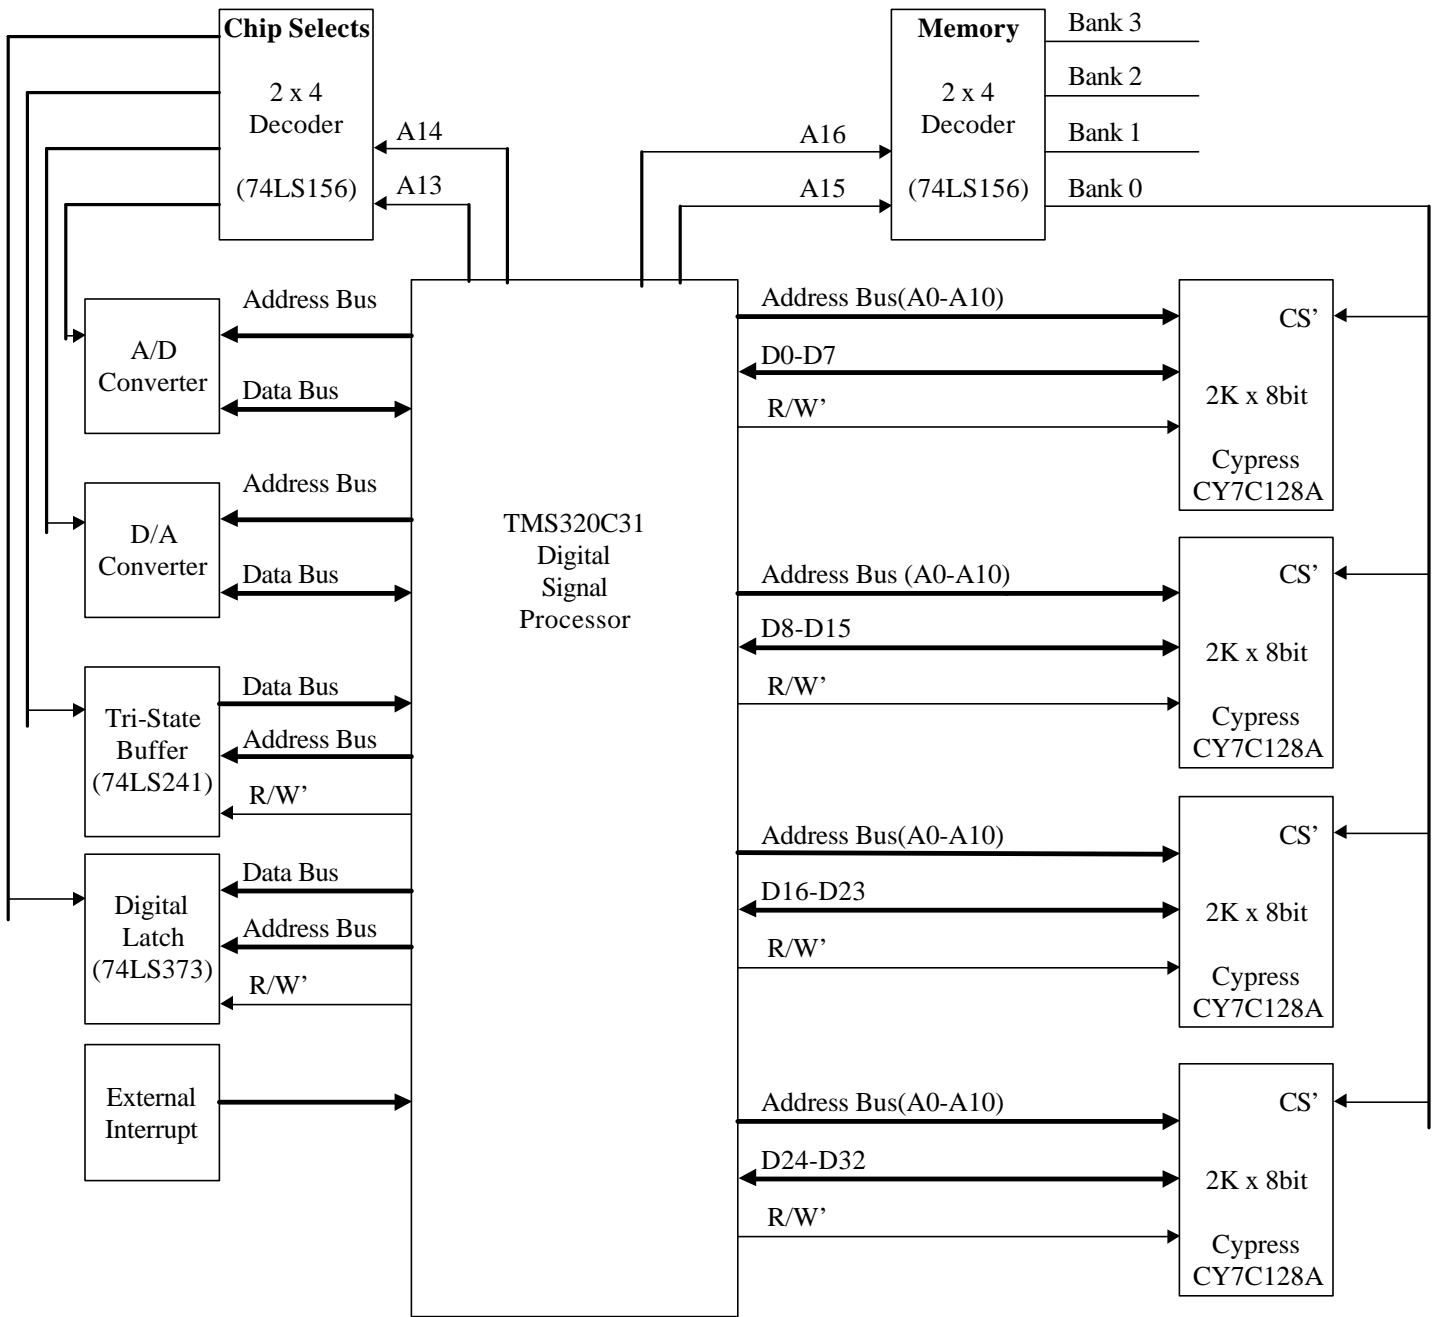 Chip Selects
2 x 4
Decoder
(74LS156)
A14
A13
Memory
2 x 4
Decoder
(74LS156)
A16
A15
Bank 3
Bank 2
Bank 1
Bank 0
A/D
Converter
Address Bus
Data Bus
D/A
Converter
Address Bus
Data Bus
Tri-State
Buffer
(74LS241)
Data Bus
Address Bus
R/W’
Digital
Latch
(74LS373)
Data Bus
Address Bus
R/W’
External
Interrupt
TMS320C31
Digital
Signal
Processor
Address Bus(A0-A10)
D0-D7
R/W’
CS’
2K x 8bit
Cypress
CY7C128A
Address Bus (A0-A10)
D8-D15
R/W’
CS’
2K x 8bit
Cypress
CY7C128A
Address Bus(A0-A10)
D16-D23
R/W’
CS’
2K x 8bit
Cypress
CY7C128A
Address Bus(A0-A10)
D24-D32
R/W’
CS’
2K x 8bit
Cypress
CY7C128A